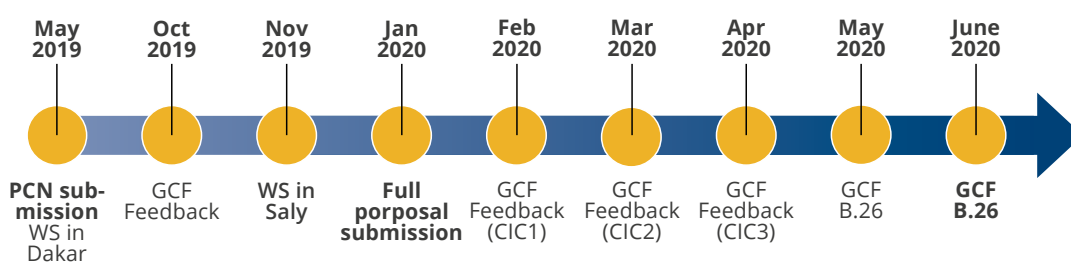 May
2019
Oct
2019
Nov
2019
Jan
2020
Feb
2020
Mar
2020
Apr
2020
May
2020
June
2020
PCN sub-
mission
WS in
Dakar
GCF
Feedback
WS in
Saly
Full
porposal
submission
GCF
Feedback
(CIC1)
GCF
Feedback
(CIC2)
GCF
Feedback
(CIC3)
GCF
B.26
GCF
B.26